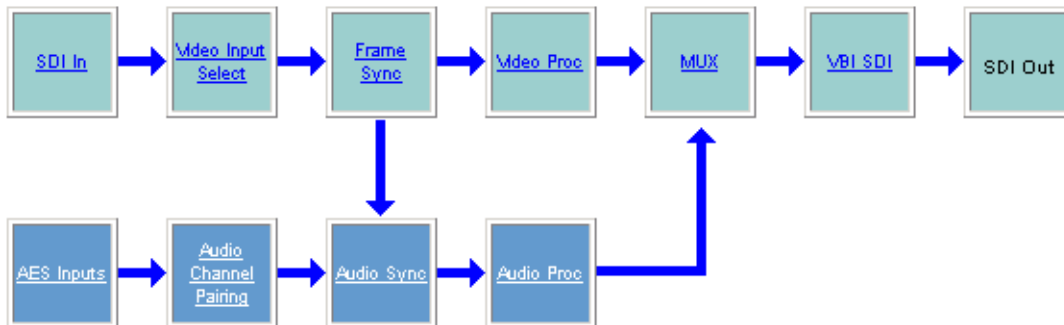 SDI In
Video Input
Select
Frame
Sync
Video Proc
MUX
VBI SDI
SDI Out
AES Inputs
Audio
Channel
Pairing
Audio Sync
Audio Proc